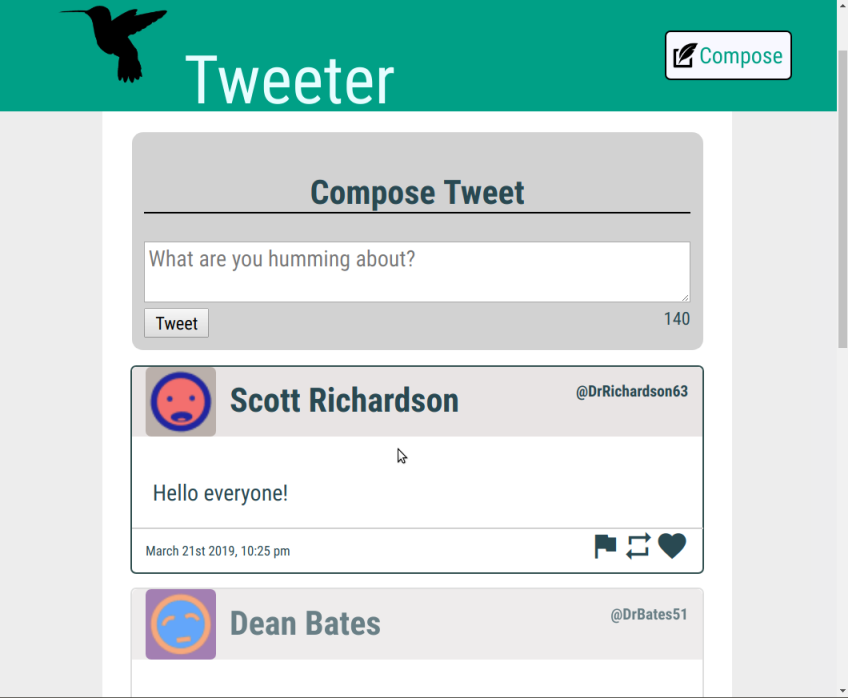 Tweeter
Compose
Compose Tweet
What are you humming about?
Tweet
140
Scott Richardson
@DrRichardson63
Hello everyone!
March 21st 2019, 10:25 pm
Dean Bates
@DrBates51